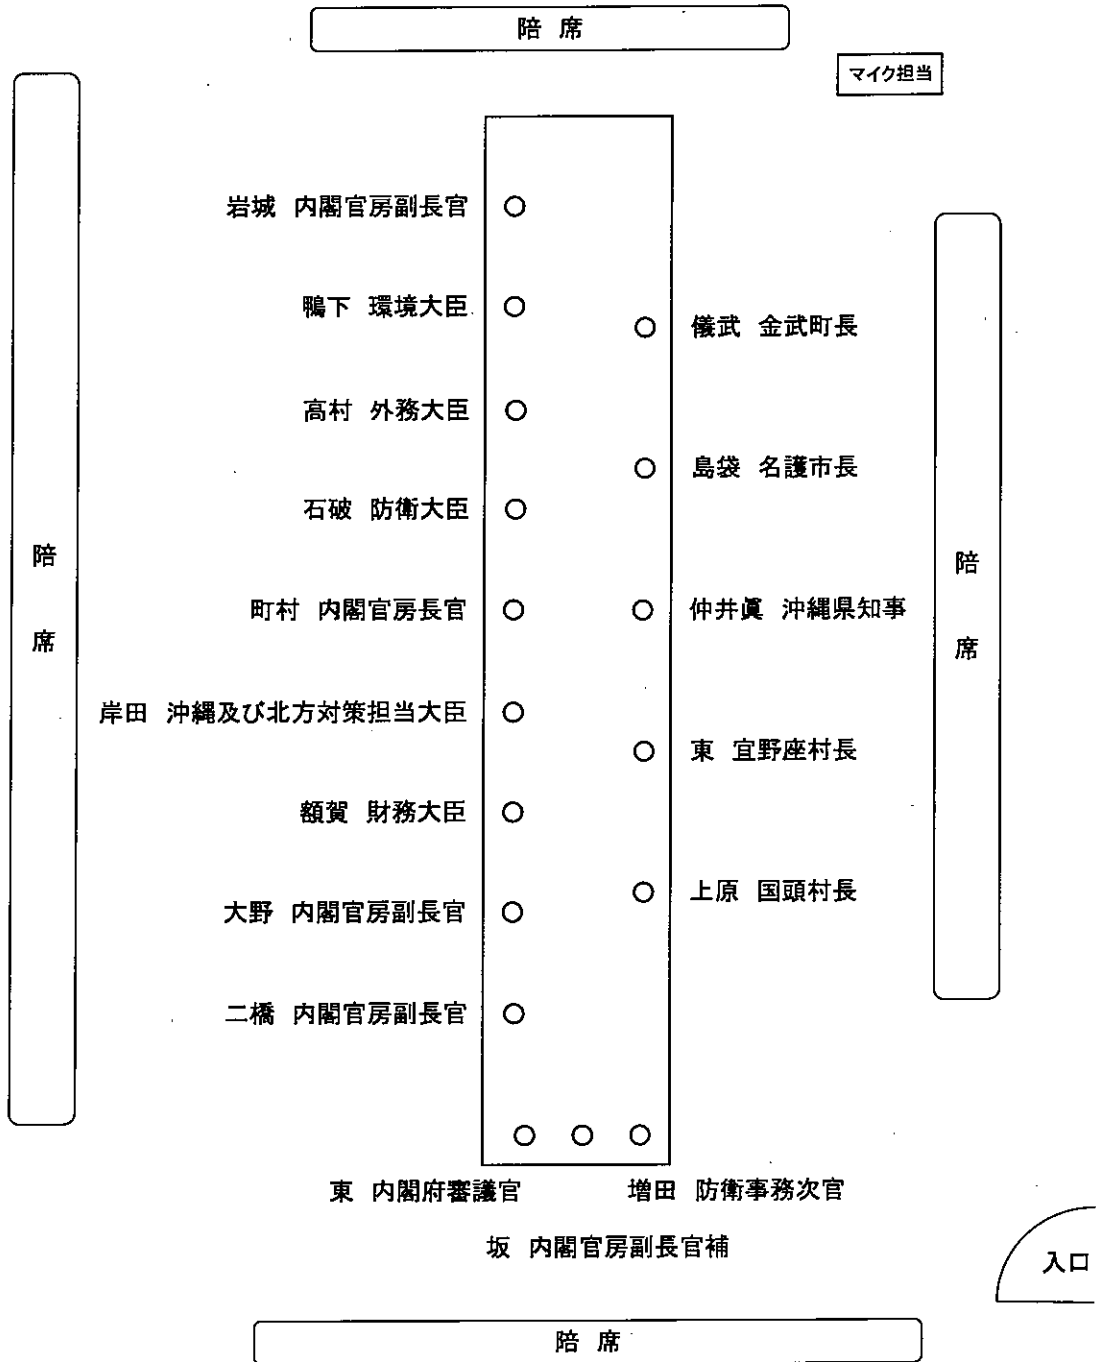 陪 席
マイク担当
岩城 内閣官房副長官
鴨下 環境大臣
儀武 金武町長
高村 外務大臣
島袋 名護市長
石破 防衛大臣
陪席
陪席
町村 内閣官房長官
仲井眞 沖縄県知事
岸田 沖縄及び北方対策担当大臣
東 宜野座村長
額賀 財務大臣
上原 国頭村長
大野 内閣官房副長官
二橋 内閣官房副長官
東 内閣府審議官
増田 防衛事務次官
坂 内閣官房副長官補
入口
陪 席